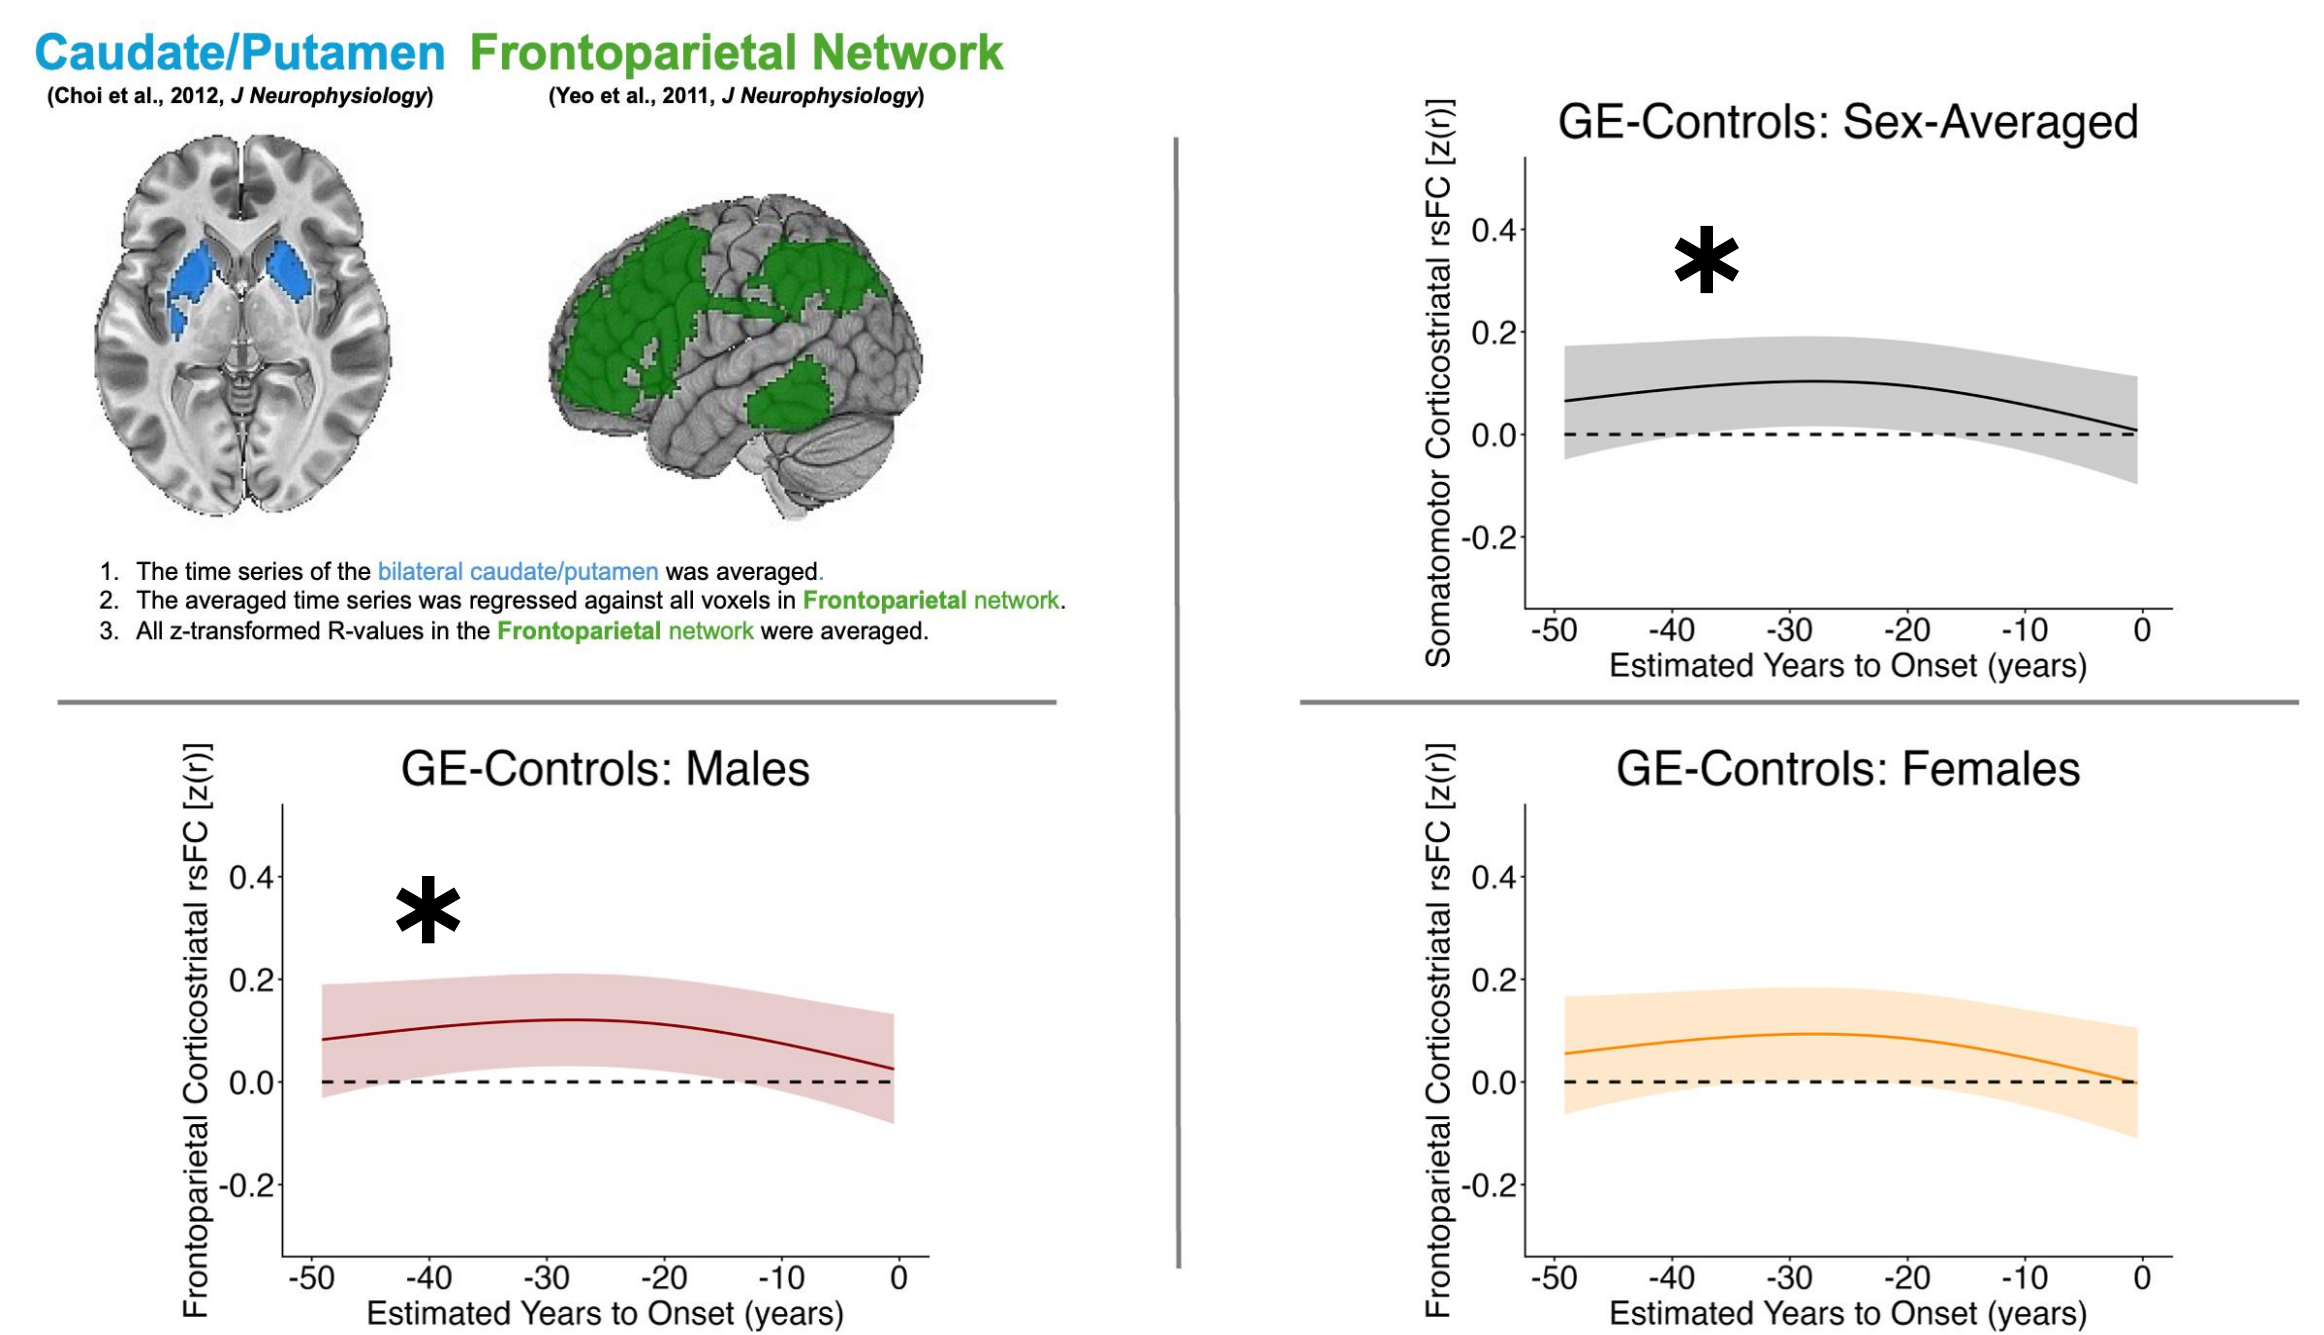 Caudate/Putamen
(Choi et al., 2012, J Neurophysiology)
Frontoparietal Network
(Yeo et al., 2011, J Neurophysiology)
1. The time series of the bilateral caudate/putamen was averaged.
2. The averaged time series was regressed against all voxels in Frontoparietal network.
3. All z-transformed R-values in the Frontoparietal network were averaged.
GE-Controls: Sex-Averaged
Somatomotor Corticostriatal rsFC [z(r)]
0.4
*
0.2
0.0
-0.2
-50 -40 -30 -20 -10 0
Estimated Years to Onset (years)
GE-Controls: Males
Frontoparietal Corticostriatal rsFC [z(r)]
0.4
*
0.2
0.0
-0.2
-50 -40 -30 -20 -10 0
Estimated Years to Onset (years)
GE-Controls: Females
Frontoparietal Corticostriatal rsFC [z(r)]
0.4
0.2
0.0
-0.2
-50 -40 -30 -20 -10 0
Estimated Years to Onset (years)